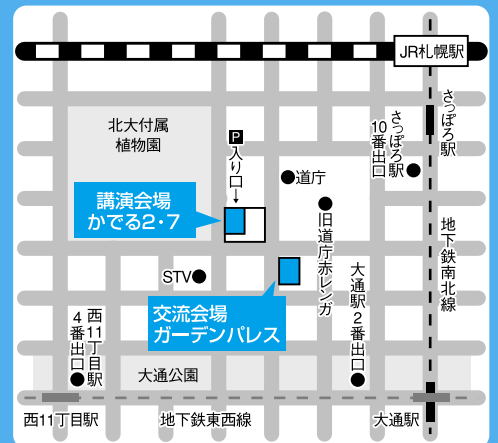 JR札幌駅
さっぽろ駅
さっぽろ駅
10番出口
北大付属
植物園
P
入り口
道庁
講演会場
かでる2・7
旧道庁赤レンガ
地下鉄南北線
STV
大通駅2番出口
交流会場
ガーデンパレス
西11丁目駅
4番出口
大通公園
西11丁目駅
地下鉄東西線
大通駅